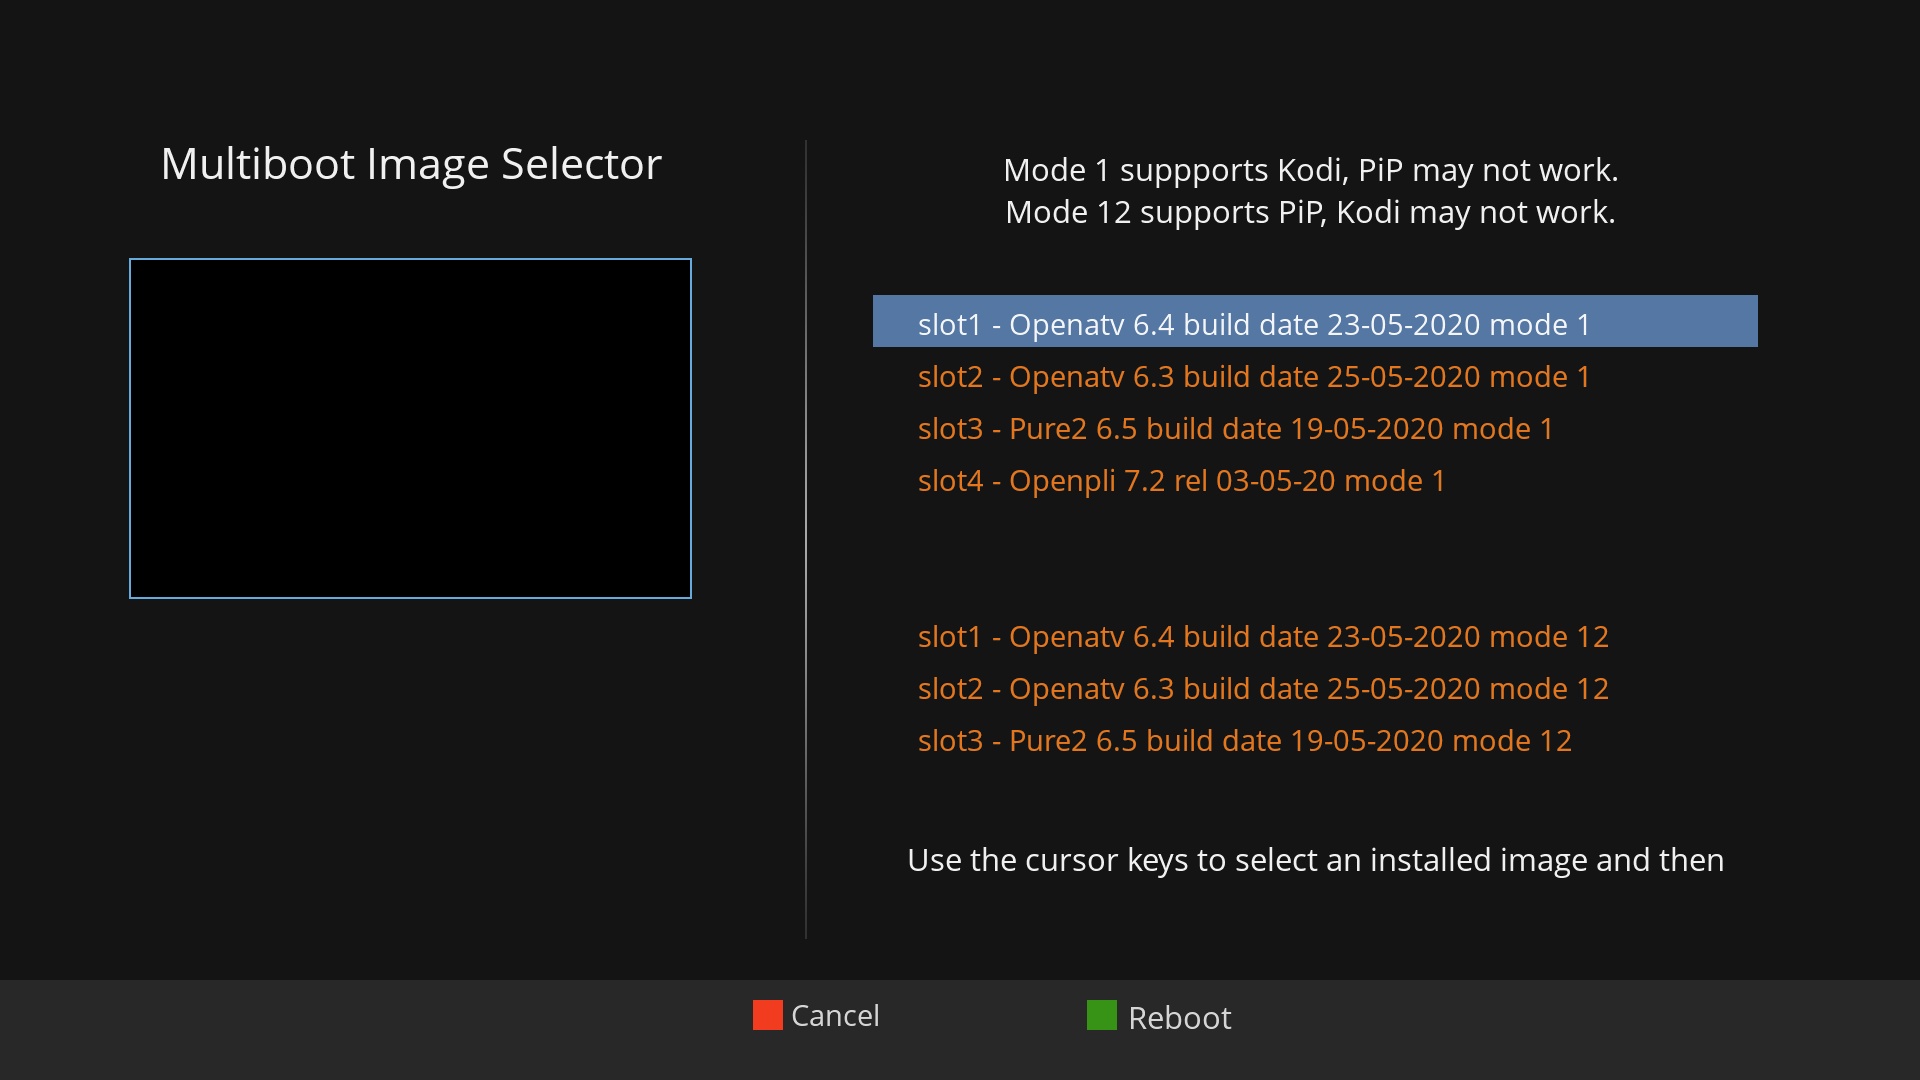 Multiboot Image Selector
Mode 1 suppports Kodi, PiP may not work.
Mode 12 supports PiP, Kodi may not work.
slot1 - Openatv 6.4 build date 23-05-2020 mode 1
slot2 - Openatv 6.3 build date 25-05-2020 mode 1
slot3 - Pure2 6.5 build date 19-05-2020 mode 1
slot4 - Openpli 7.2 rel 03-05-20 mode 1
slot1 - Openatv 6.4 build date 23-05-2020 mode 12
slot2 - Openatv 6.3 build date 25-05-2020 mode 12
slot3 - Pure2 6.5 build date 19-05-2020 mode 12
Use the cursor keys to select an installed image and then
Cancel
Reboot